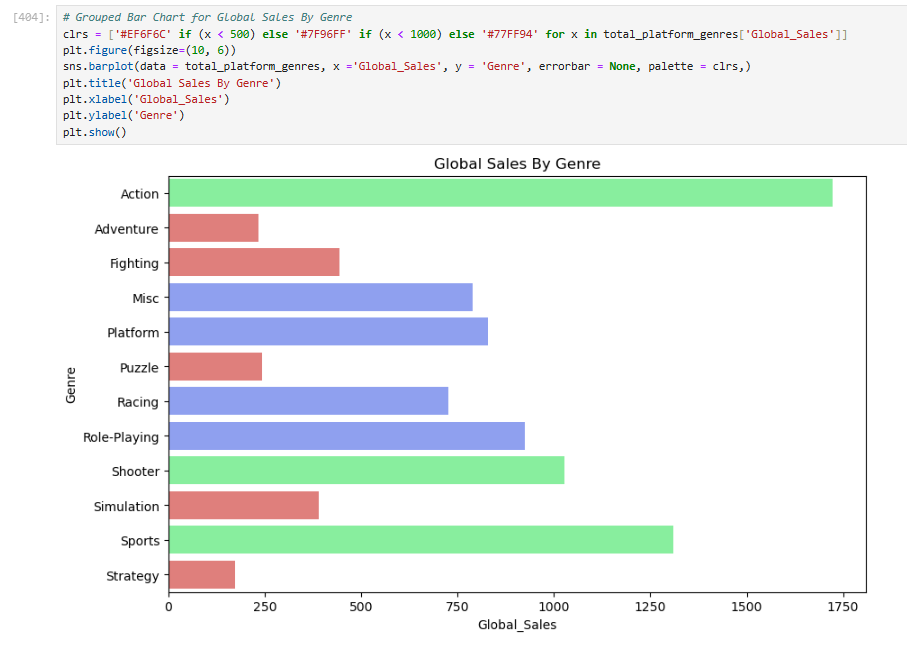 [404]: # Grouped Bar Chart for Global Sales By Genre
clrs = ['#EF6F6C' if (x < 500) else '#7F96FF' if (x < 1000) else '#77FF94' for x in total_platform_genres['Global_Sales']]
plt.figure(figsize=(10, 6))
sns.barplot(data = total_platform_genres, x ='Global_Sales', y = 'Genre', errorbar = None, palette = clrs,)
plt.title('Global Sales By Genre')
plt.xlabel('Global_Sales')
plt.ylabel('Genre')
plt.show()
Global Sales By Genre
Action
Adventure
Fighting
Misc
Platform
Puzzle
Racing
Role-Playing
Shooter
Simulation
Sports
Strategy
Genre
0 250 500 750 1000 1250 1500 1750
Global_Sales